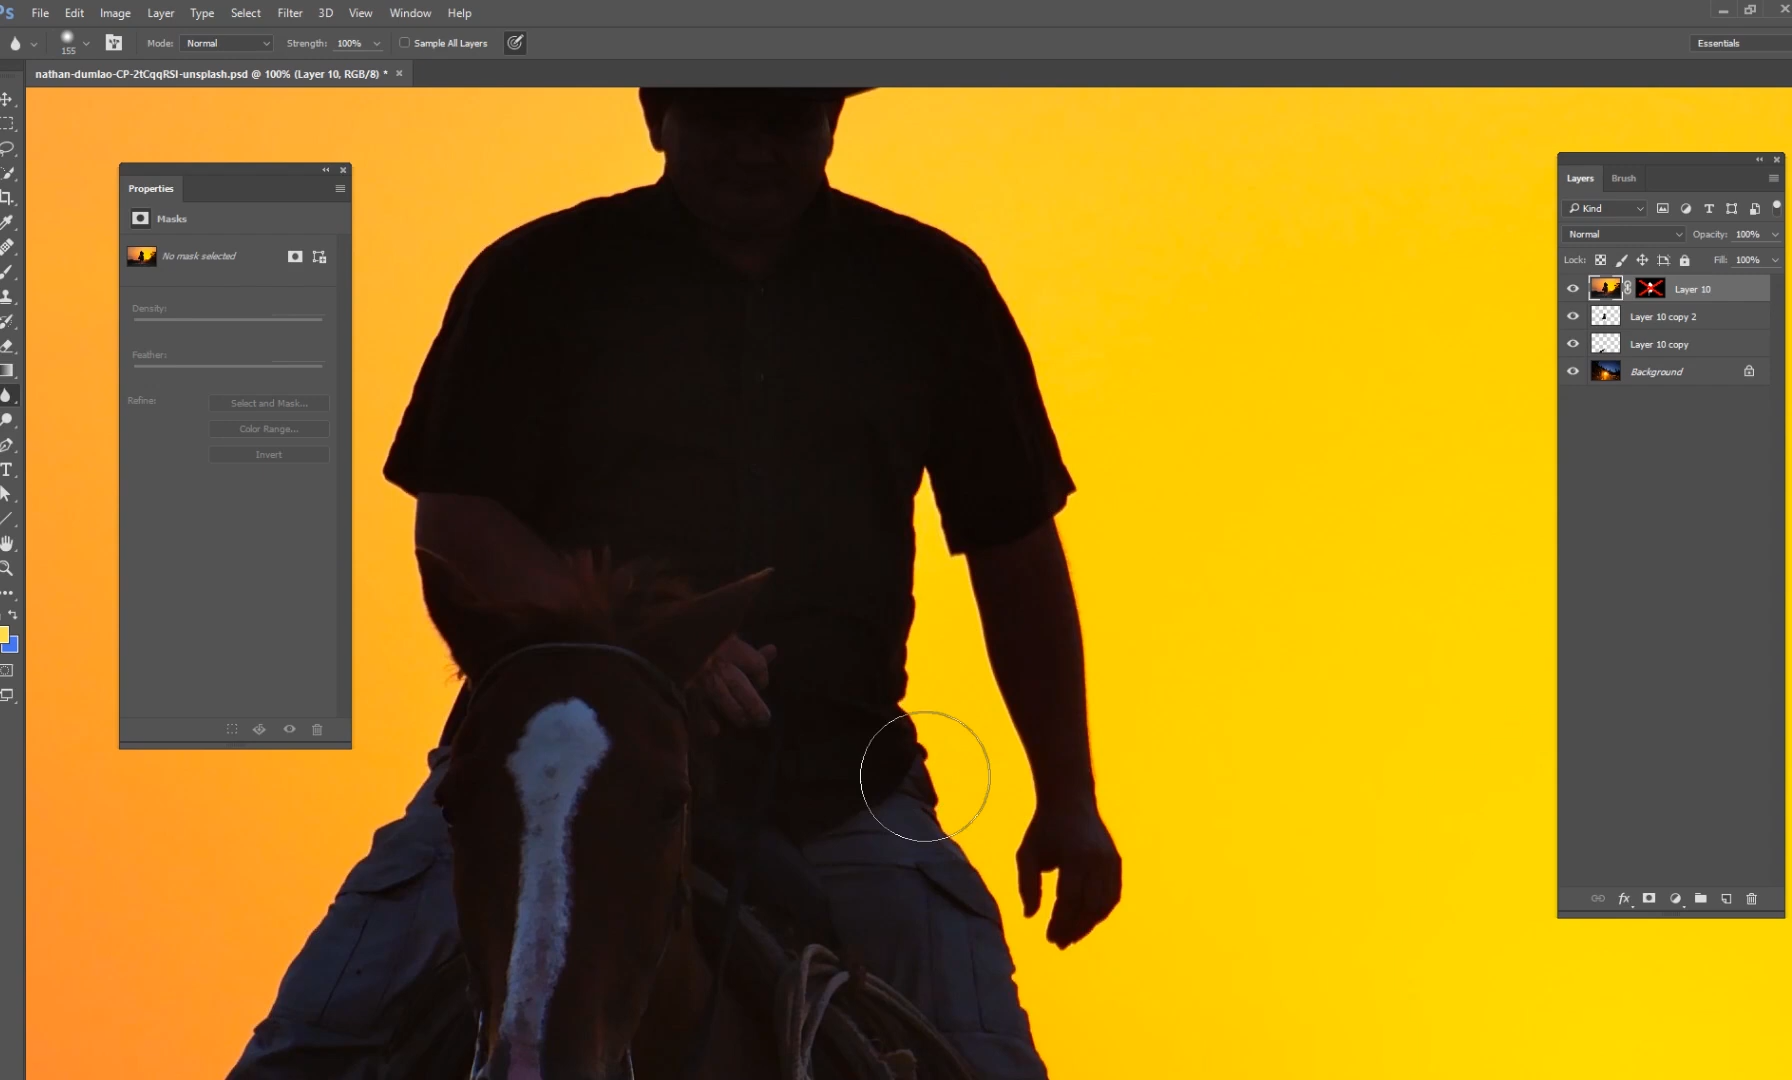 Ps File Edit Image Layer Type Select Filter 3D View Window Help
155 Mode: Normal Strength: 100% Sample All Layers Essentials
nathan-dumlao-CP-2tCqqRSI-unsplash.psd @ 100% (Layer 10, RGB/8) *
Properties
Masks
No mask selected
Density:
Feather:
Refine: Select and Mask...
Color Range...
Invert
Layers Brush
Kind
Normal Opacity: 100%
Lock: Fill: 100%
Layer 10
Layer 10 copy 2
Layer 10 copy
Background
fx